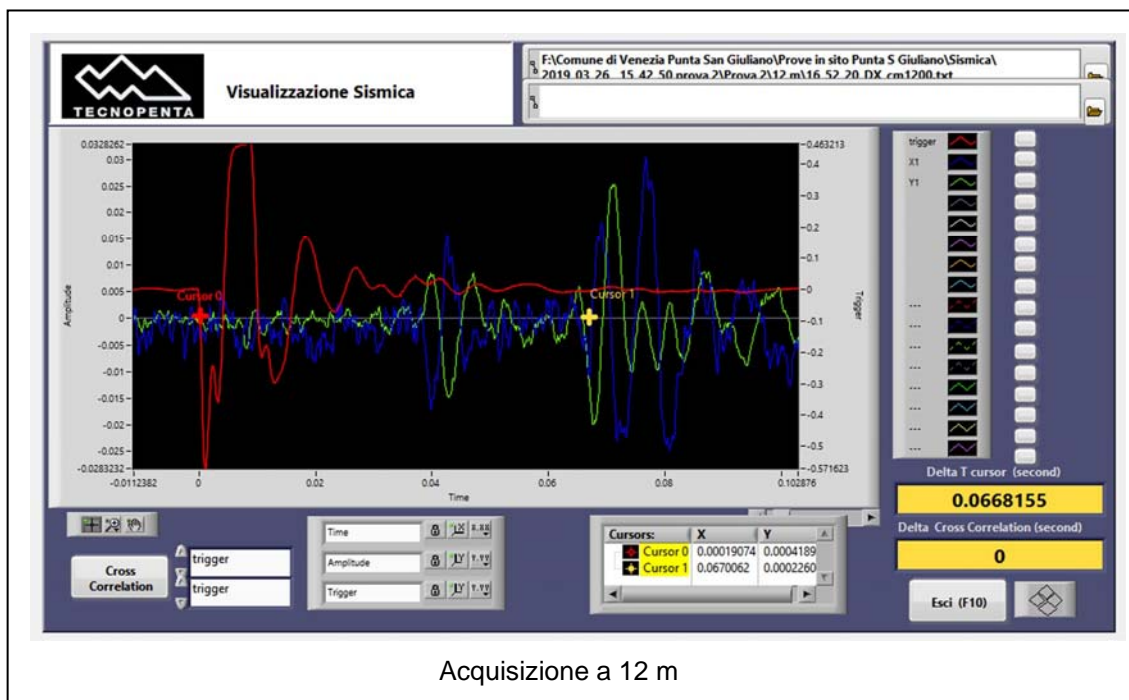 TECNOPENTA
Visualizzazione Sismica
F:\Comune di Venezia Punta San Giuliano\Prove in sito Punta S Giuliano\Sismica\
2019_03_26__15_42_50 prova 2\Prova 2\12 m\16_52_20_DX_cm1200.txt
0.0328262
0.03
0.025
0.02
0.015
0.01
0.005
0
-0.005
-0.01
-0.015
-0.02
-0.025
-0.0283232
Amplitude
Cursor 0
Cursor 1
0.463213
-0.4
-0.3
-0.2
-0.1
-0
--0.1
--0.2
--0.3
--0.4
--0.5
-0.571623
Trigger
-0.0112382
0
0.02
0.04
0.06
0.08
0.102876
Time
trigger
X1
Y1
---
---
---
---
---
---
---
---
Delta T cursor (second)
0.0668155
Delta Cross Correlation (second)
0
Cross
Correlation
trigger
trigger
Time
Amplitude
Trigger
Cursors: X Y
Cursor 0 0.00019074 0.0004189
Cursor 1 0.0670062 0.0002260
Esci (F10)
Acquisizione a 12 m